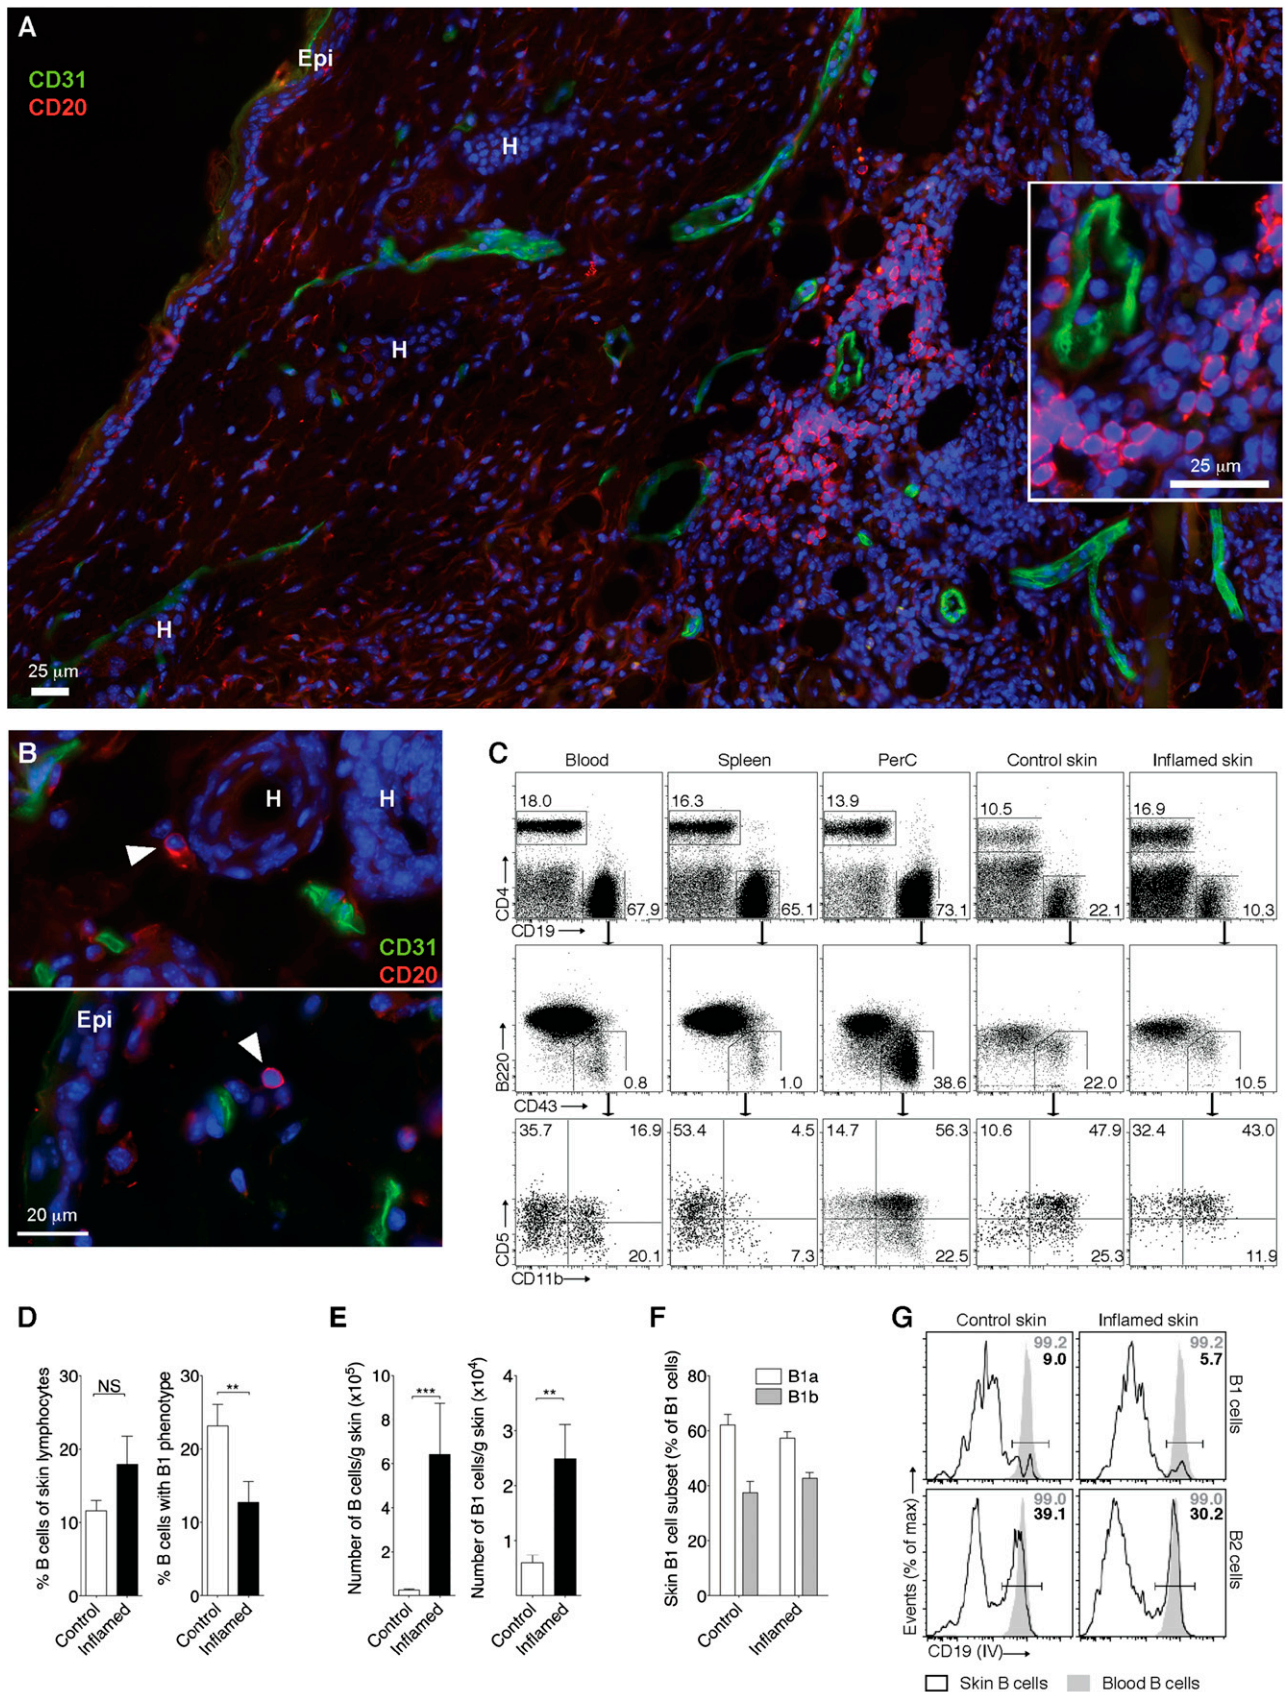 A
CD31
CD20
Epi
H
H
H
25 µm
25 µm
B
H
H
CD31
CD20
Epi
20 µm
C
Blood
Spleen
PerC
Control skin
Inflamed skin
18.0
16.3
13.9
10.5
16.9
CD4
67.9
65.1
73.1
22.1
10.3
CD19
B220
0.8
1.0
38.6
22.0
10.5
CD43
35.7
16.9
53.4
4.5
14.7
56.3
10.6
47.9
32.4
43.0
CD5
20.1
7.3
22.5
25.3
11.9
CD11b
D
% B cells of skin lymphocytes
30
20
10
0
NS
Control
Inflamed
% B cells with B1 phenotype
30
20
10
0
**
Control
Inflamed
E
Number of B cells/g skin (x10⁵)
10
8
6
4
2
***
Control
Inflamed
Number of B1 cells/g skin (x10⁴)
4
3
2
1
0
**
Control
Inflamed
F
Skin B1 cell subset (% of B1 cells)
80
60
40
20
0
B1a
B1b
Control
Inflamed
G
Control skin
Inflamed skin
99.2
9.0
99.2
5.7
B1 cells
99.0
39.1
99.0
30.2
B2 cells
Events (% of max)
CD19 (IV)
Skin B cells
Blood B cells